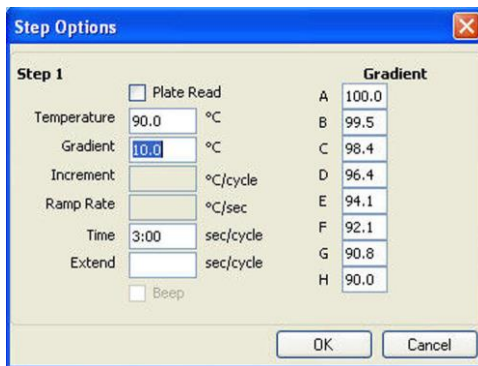 Step Options
Step 1
Plate Read
Temperature 90.0 °C
Gradient 10.0 °C
Increment °C/cycle
Ramp Rate °C/sec
Time 3:00 sec/cycle
Extend sec/cycle
Beep
Gradient
A 100.0
B 99.5
C 98.4
D 96.4
E 94.1
F 92.1
G 90.8
H 90.0
OK Cancel